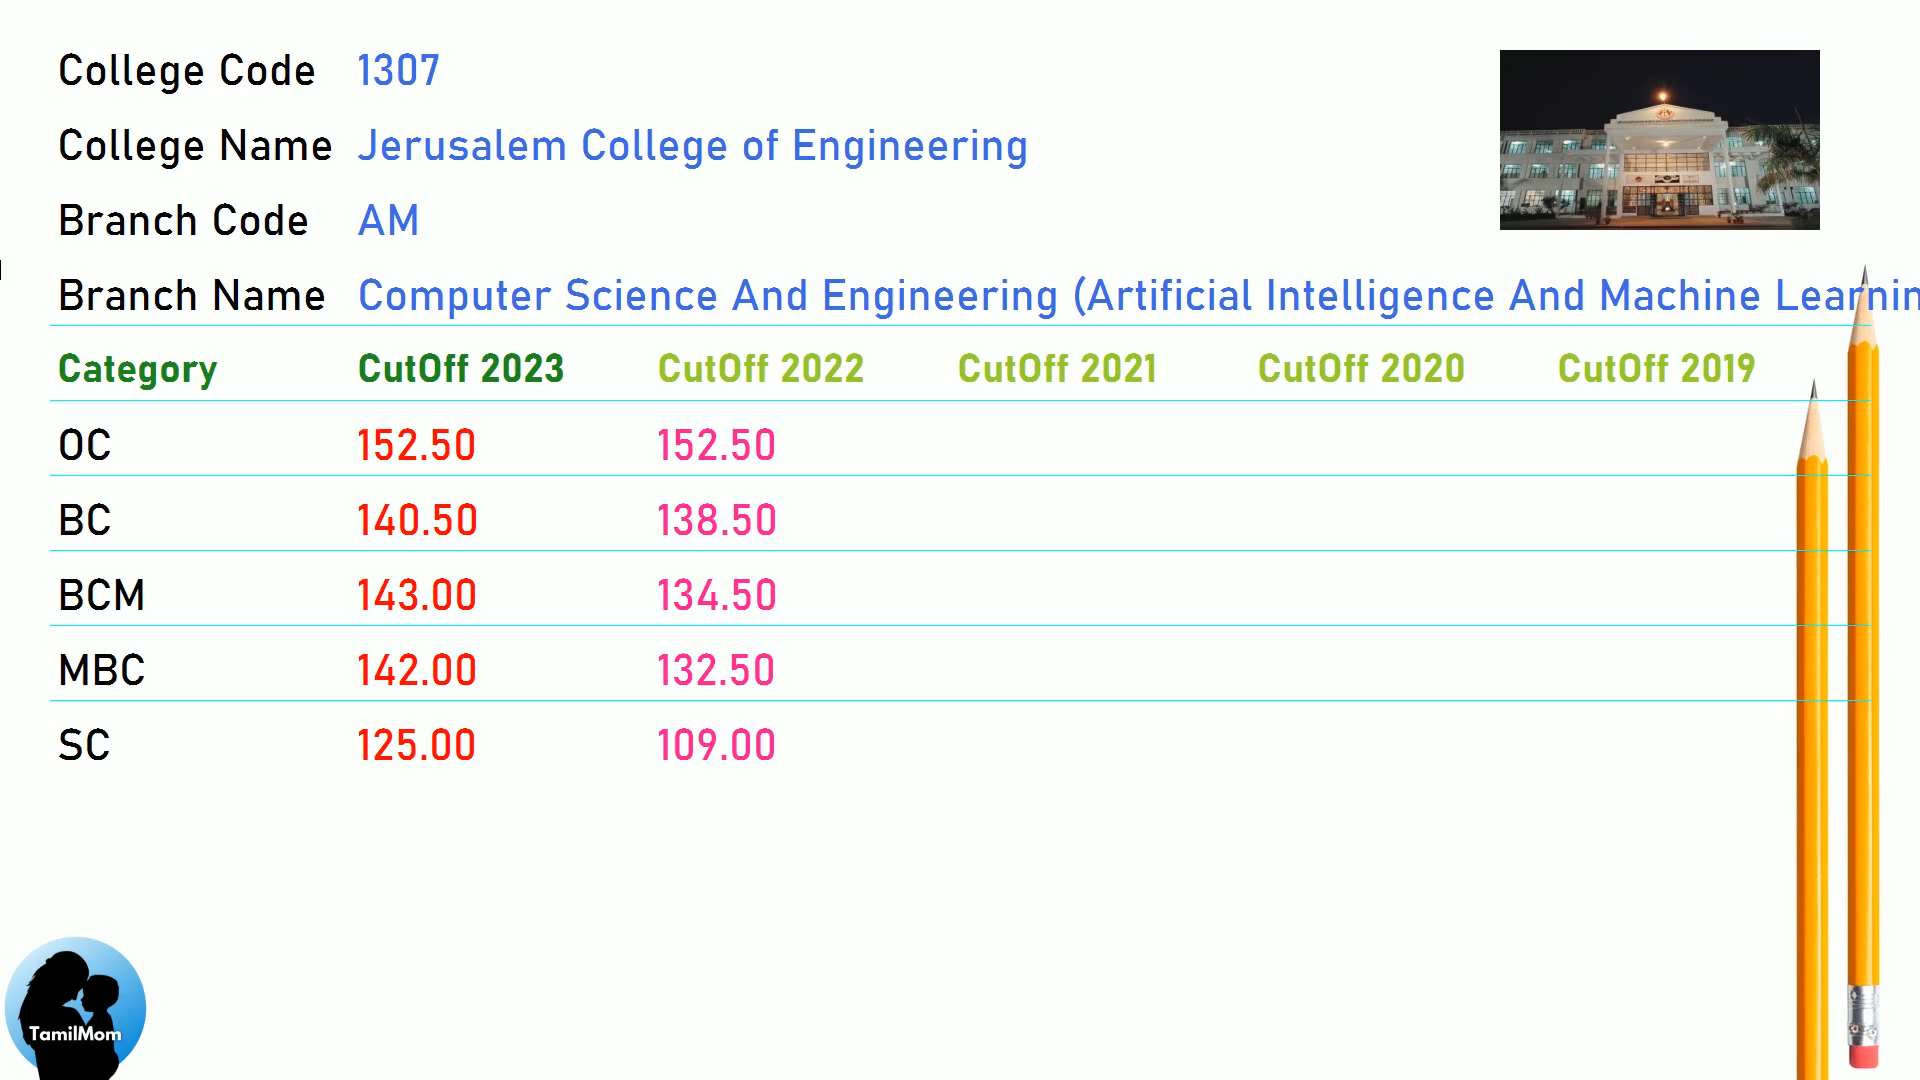 College Code 1307
College Name Jerusalem College of Engineering
Branch Code AM
Branch Name Computer Science And Engineering (Artificial Intelligence And Machine Learnin
Category CutOff 2023 CutOff 2022 CutOff 2021 CutOff 2020 CutOff 2019
OC 152.50 152.50
BC 140.50 138.50
BCM 143.00 134.50
MBC 142.00 132.50
SC 125.00 109.00
TamilMom